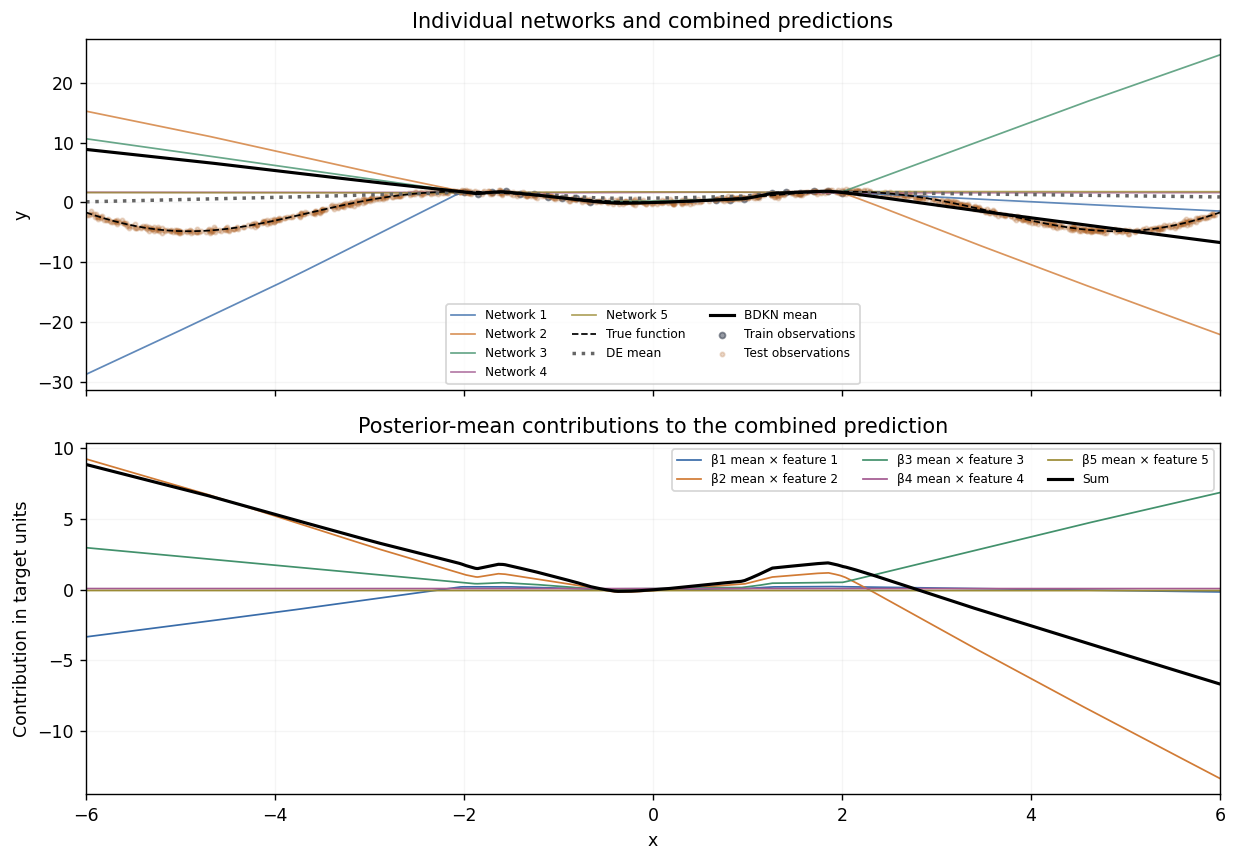 Individual networks and combined predictions
20
10
0
−10
−20
−30
y
Network 1
Network 2
Network 3
Network 4
Network 5
True function
DE mean
BDKN mean
Train observations
Test observations
Posterior-mean contributions to the combined prediction
10
5
0
−5
−10
Contribution in target units
β1 mean × feature 1
β2 mean × feature 2
β3 mean × feature 3
β4 mean × feature 4
β5 mean × feature 5
Sum
−6 −4 −2 0 2 4 6
x